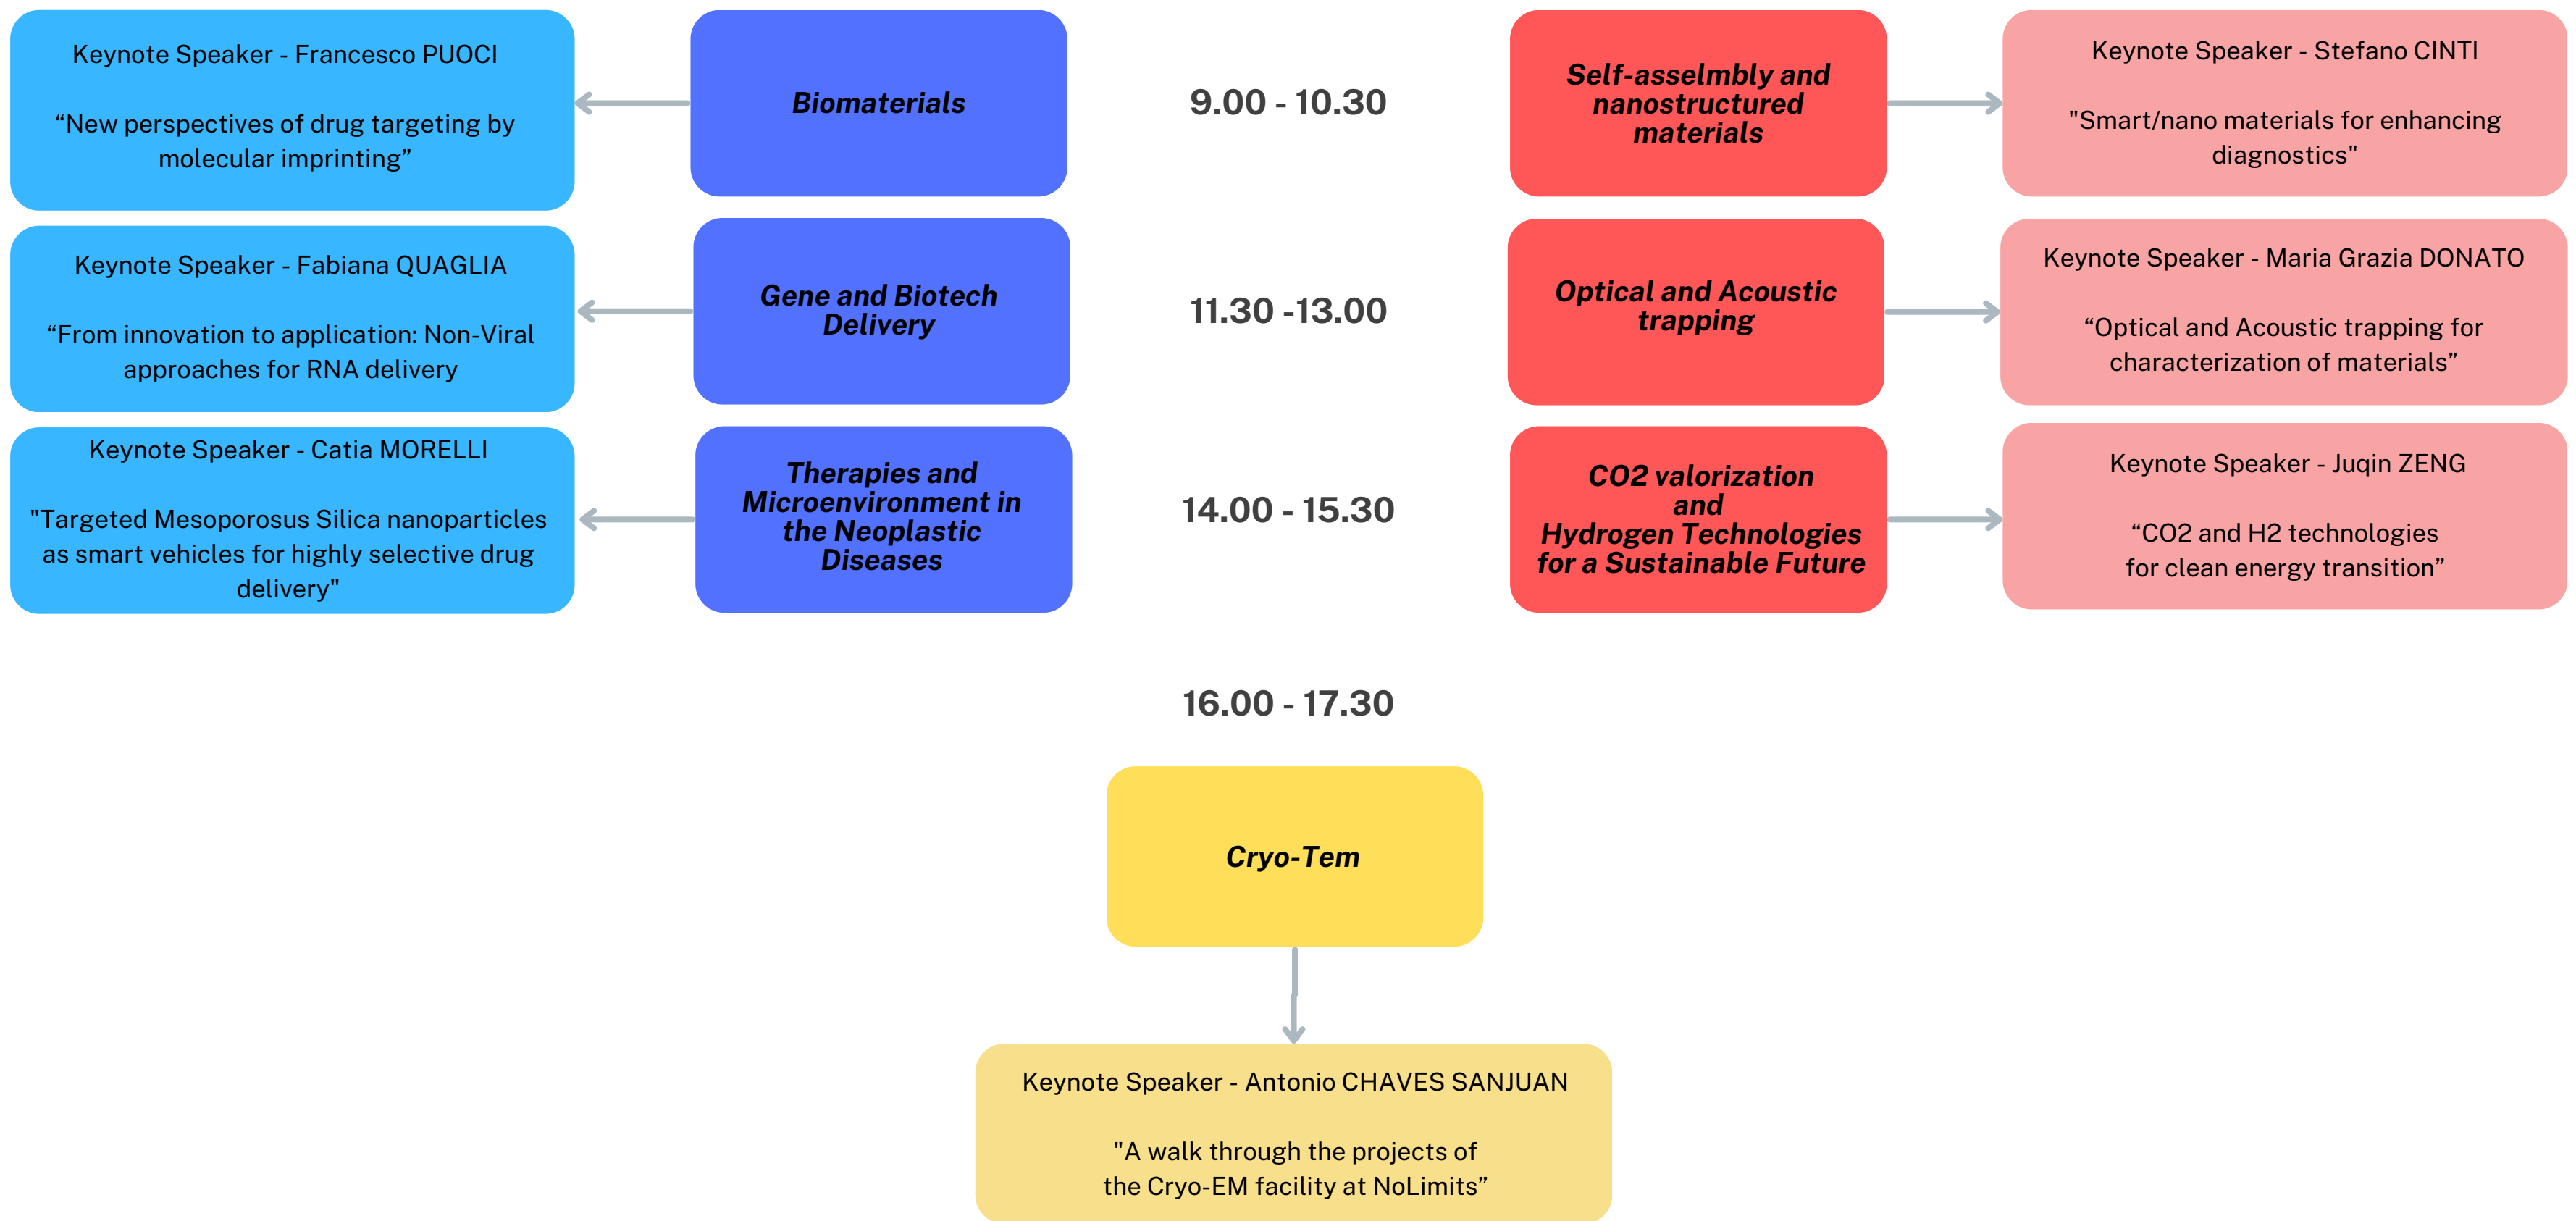 Keynote Speaker - Francesco PUOCI
“New perspectives of drug targeting by
molecular imprinting”
Biomaterials
9.00 - 10.30
Self-asselmbly and
nanostructured
materials
Keynote Speaker - Stefano CINTI
"Smart/nano materials for enhancing
diagnostics"
Keynote Speaker - Fabiana QUAGLIA
“From innovation to application: Non-Viral
approaches for RNA delivery
Gene and Biotech
Delivery
11.30 -13.00
Optical and Acoustic
trapping
Keynote Speaker - Maria Grazia DONATO
“Optical and Acoustic trapping for
characterization of materials”
Keynote Speaker - Catia MORELLI
"Targeted Mesoporosus Silica nanoparticles
as smart vehicles for highly selective drug
delivery"
Therapies and
Microenvironment in
the Neoplastic
Diseases
14.00 - 15.30
CO2 valorization
and
Hydrogen Technologies
for a Sustainable Future
Keynote Speaker - Juqin ZENG
“CO2 and H2 technologies
for clean energy transition”
16.00 - 17.30
Cryo-Tem
Keynote Speaker - Antonio CHAVES SANJUAN
"A walk through the projects of
the Cryo-EM facility at NoLimits”